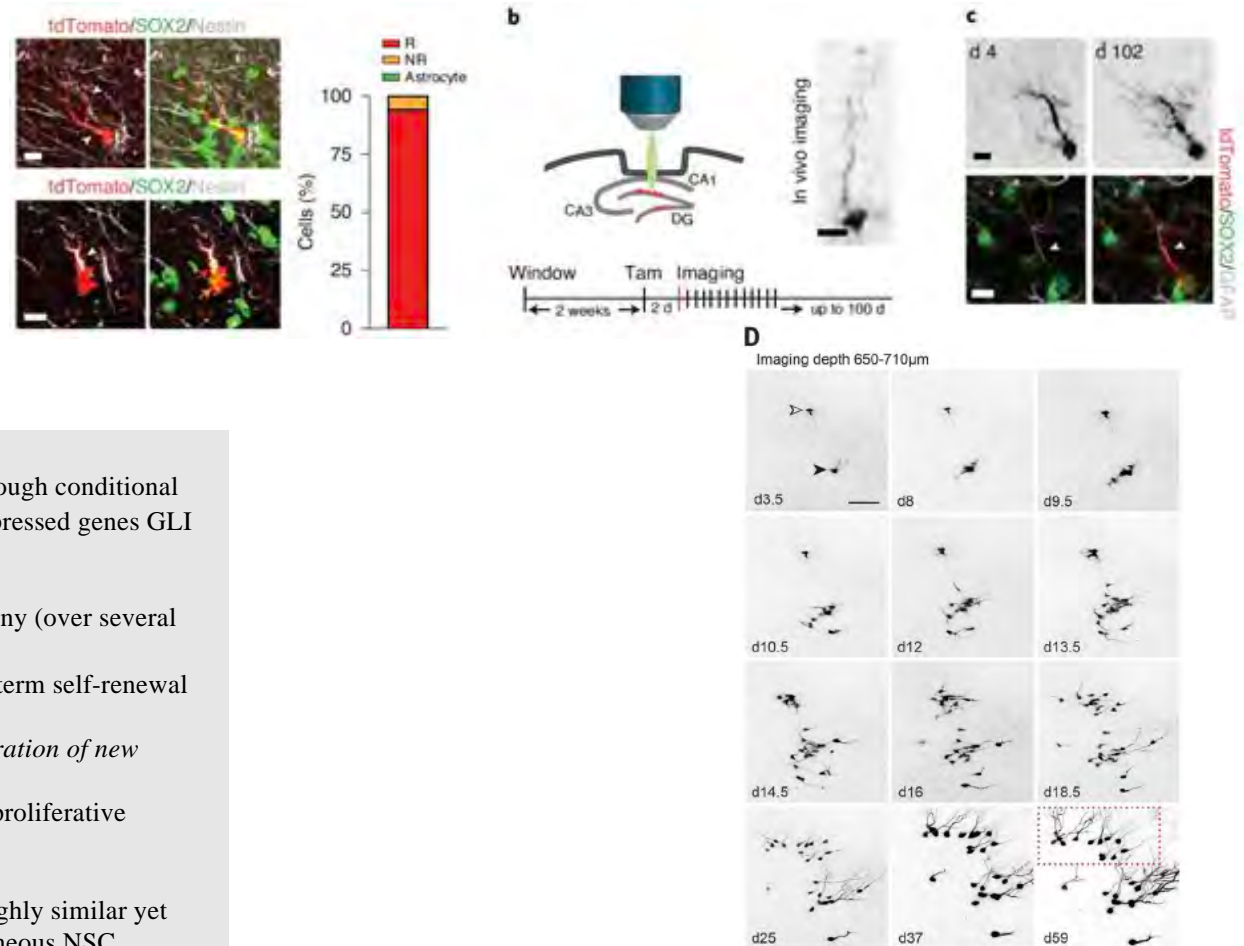 tdTomato/SOX2/Nestin
tdTomato/SOX2/Nestin
R
NR
Astrocyte
100
75
50
25
0
Cells (%)
b
CA1
CA3
DG
In vivo imaging
Window
Tam
Imaging
2 weeks
2 d
up to 100 d
c
d 4
d 102
tdTomato/SOX2/GFAP
D
Imaging depth 650-710μm
d3.5
d8
d9.5
d10.5
d12
d13.5
d14.5
d16
d18.5
d25
d37
d59
ough conditional
pressed genes GLI
ny (over several
term self-renewal
ration of new
proliferative
ghly similar yet
neous NSC